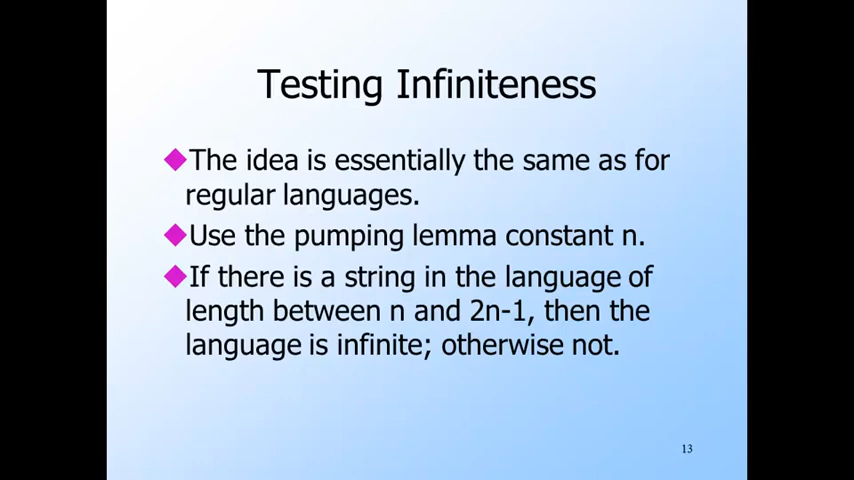 Testing Infiniteness
The idea is essentially the same as for
regular languages.
Use the pumping lemma constant n.
If there is a string in the language of
length between n and 2n-1, then the
language is infinite; otherwise not.
13